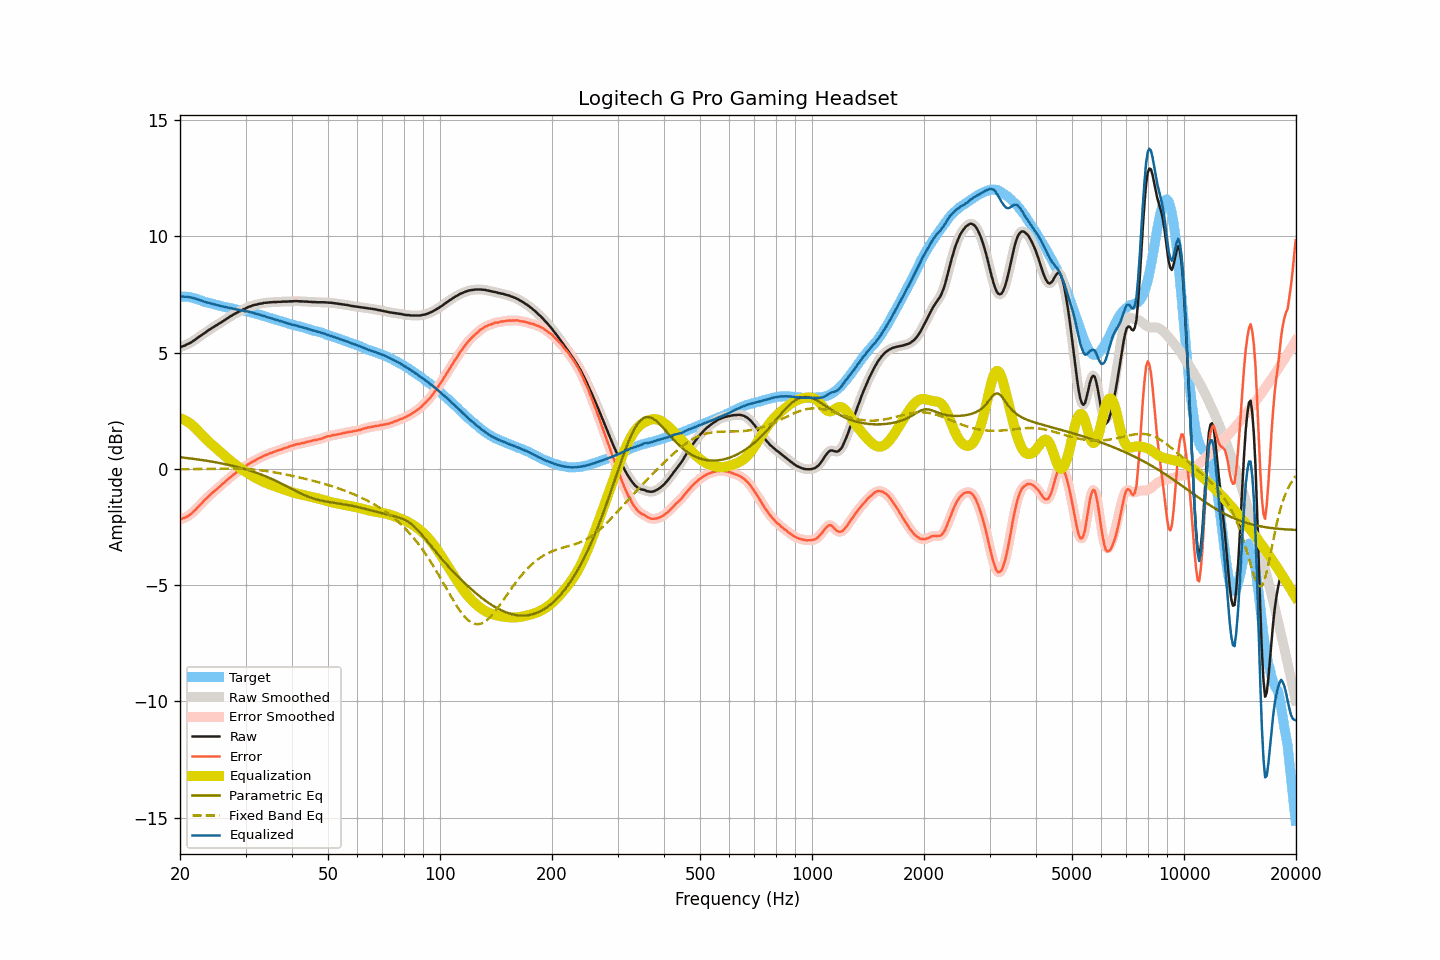 Logitech G Pro Gaming Headset
15
10
5
0
−5
−10
−15
Amplitude (dBr)
Target
Raw Smoothed
Error Smoothed
Raw
Error
Equalization
Parametric Eq
Fixed Band Eq
Equalized
20 50 100 200 500 1000 2000 5000 10000 20000
Frequency (Hz)